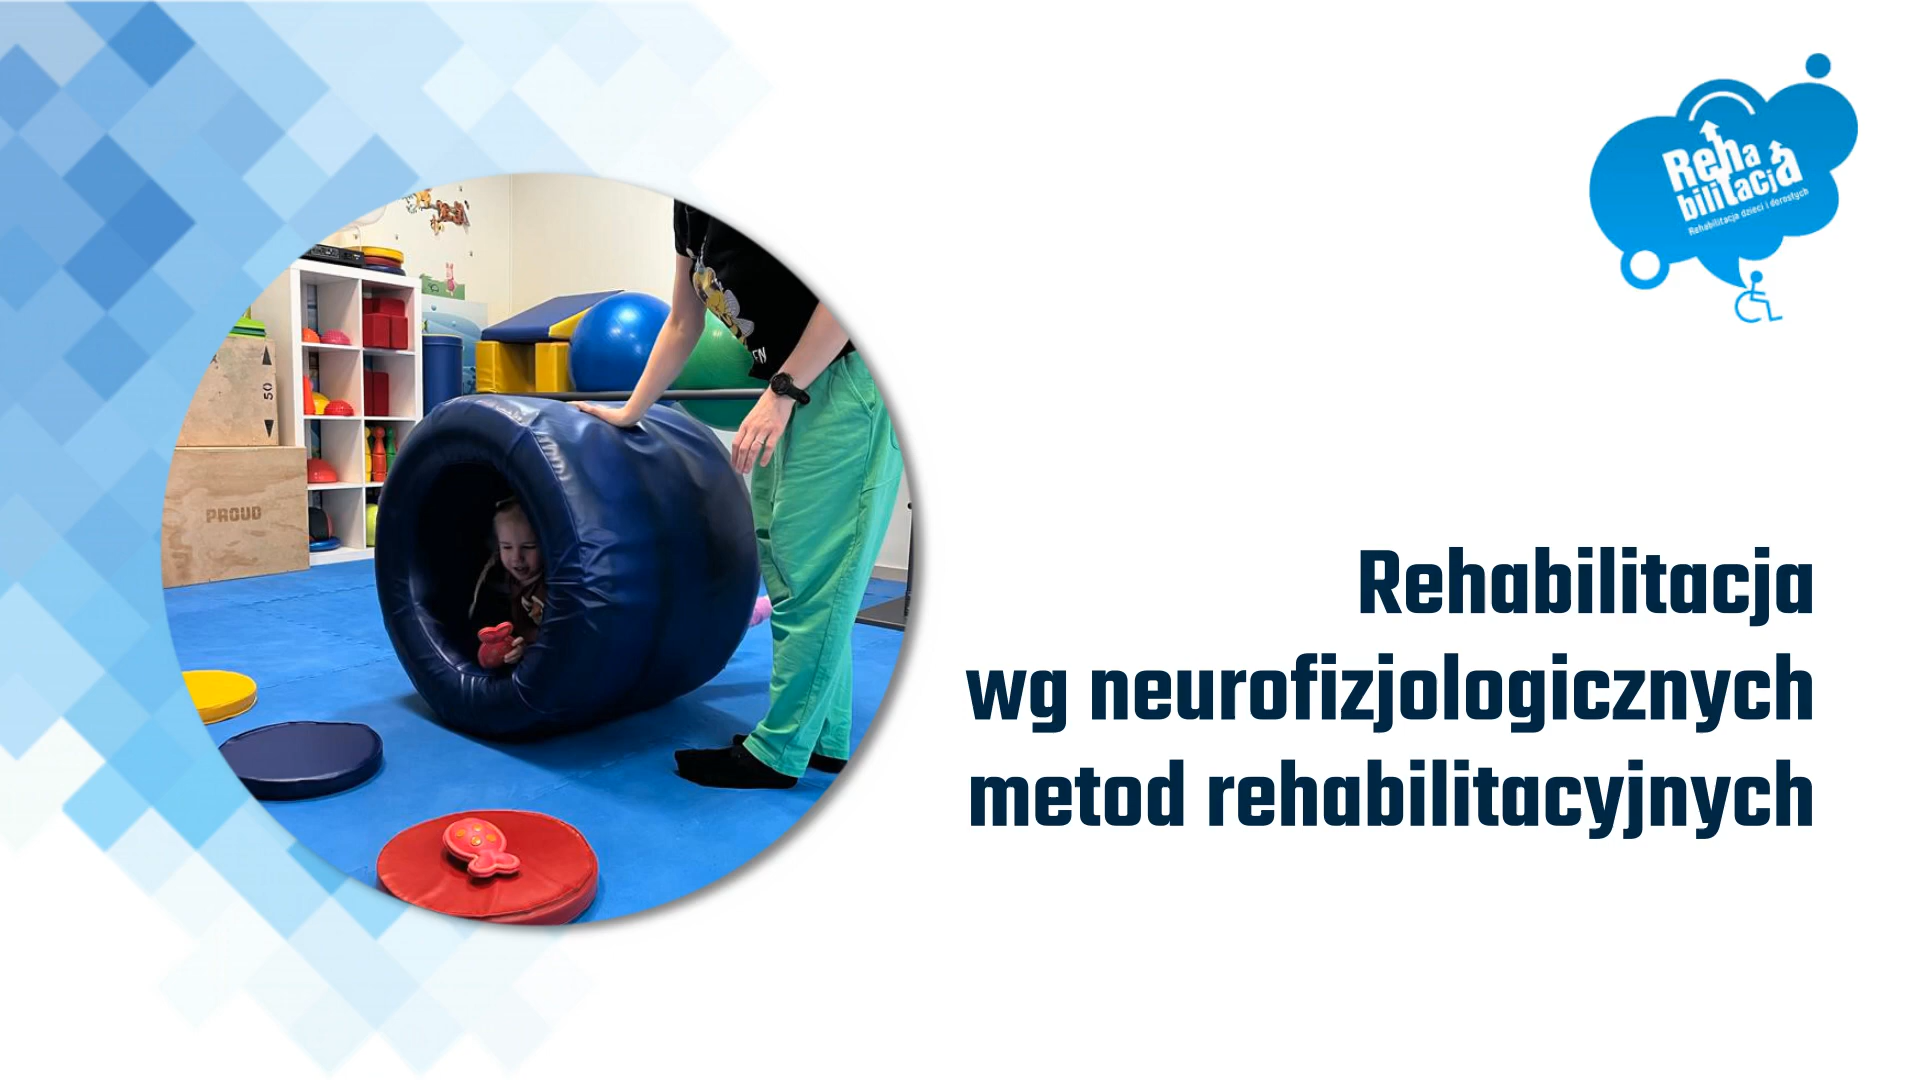 Reha
bilitacja
Rehabilitacja dzieci i dorosłych
50
PROUD
Rehabilitacja
wg neurofizjologicznych
metod rehabilitacyjnych